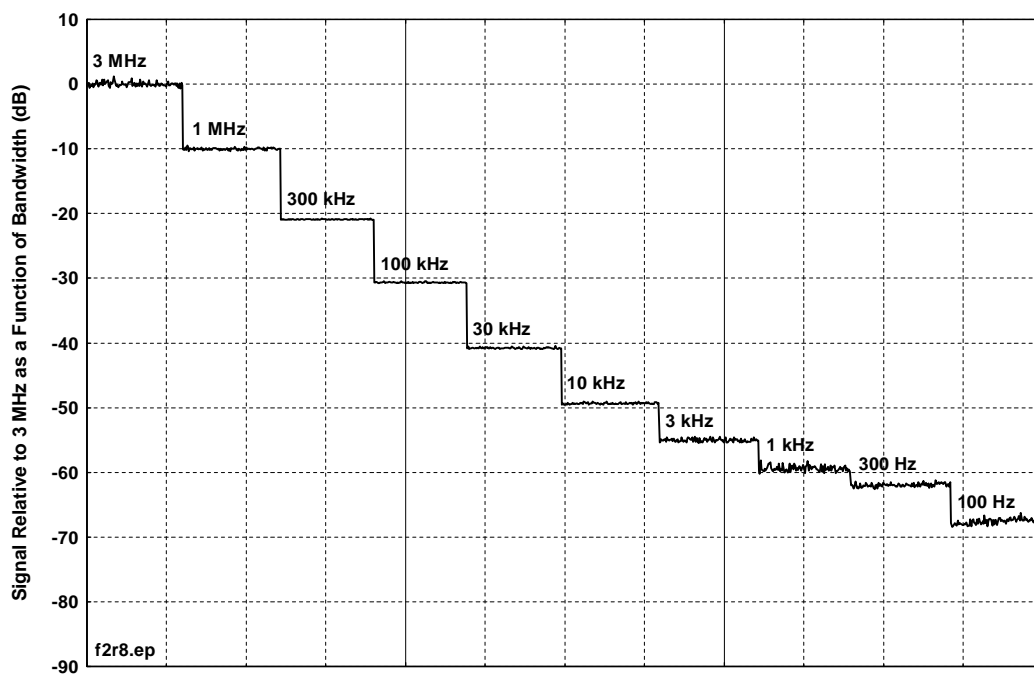 Signal Relative to 3 MHz as a Function of Bandwidth (dB)
10
0
-10
-20
-30
-40
-50
-60
-70
-80
-90
3 MHz
1 MHz
300 kHz
100 kHz
30 kHz
10 kHz
3 kHz
1 kHz
300 Hz
100 Hz
f2r8.ep